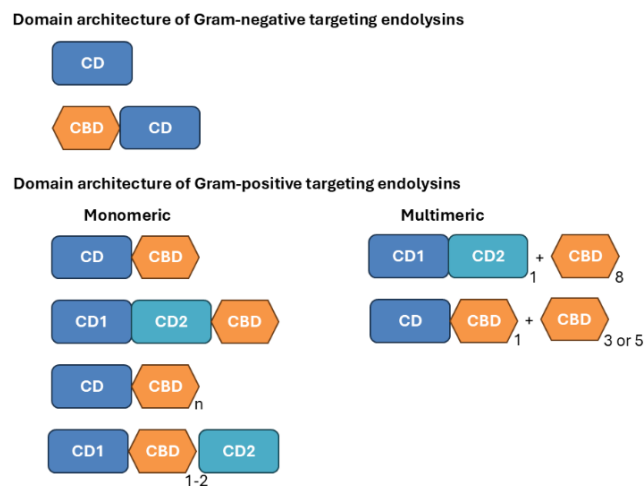 Domain architecture of Gram-negative targeting endolysins
CD
CBD CD
Domain architecture of Gram-positive targeting endolysins
Monomeric
CD CBD
CD1 CD2 CBD
CD CBD n
CD1 CBD 1-2 CD2
Multimeric
CD1 CD2 1 + CBD 8
CD CBD 1 + CBD 3 or 5